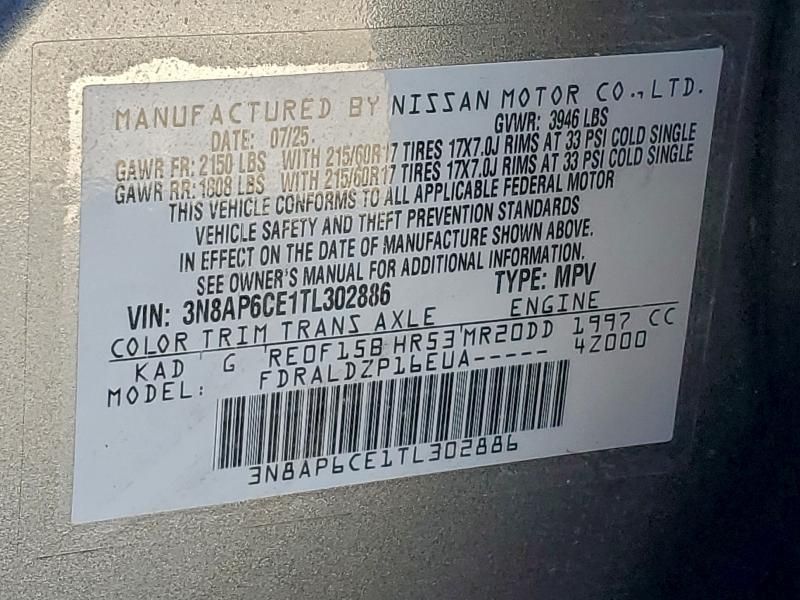 MANUFACTURED BY NISSAN MOTOR CO., LTD.
DATE: 07/25. GVWR: 3946 LBS
GAWR FR: 2150 LBS WITH 215/60R17 TIRES 17X7.0J RIMS AT 33 PSI COLD SINGLE
GAWR RR: 1808 LBS WITH 215/60R17 TIRES 17X7.0J RIMS AT 33 PSI COLD SINGLE
THIS VEHICLE CONFORMS TO ALL APPLICABLE FEDERAL MOTOR
VEHICLE SAFETY AND THEFT PREVENTION STANDARDS
IN EFFECT ON THE DATE OF MANUFACTURE SHOWN ABOVE.
SEE OWNER'S MANUAL FOR ADDITIONAL INFORMATION.
VIN: 3N8AP6CE1TL302886 TYPE: MPV
COLOR TRIM TRANS AXLE ENGINE
KAD G RE0F15B HR53 MR20DD 1997 CC
MODEL: FDRALDZP16EUA----- 4Z000
3N8AP6CE1TL302886